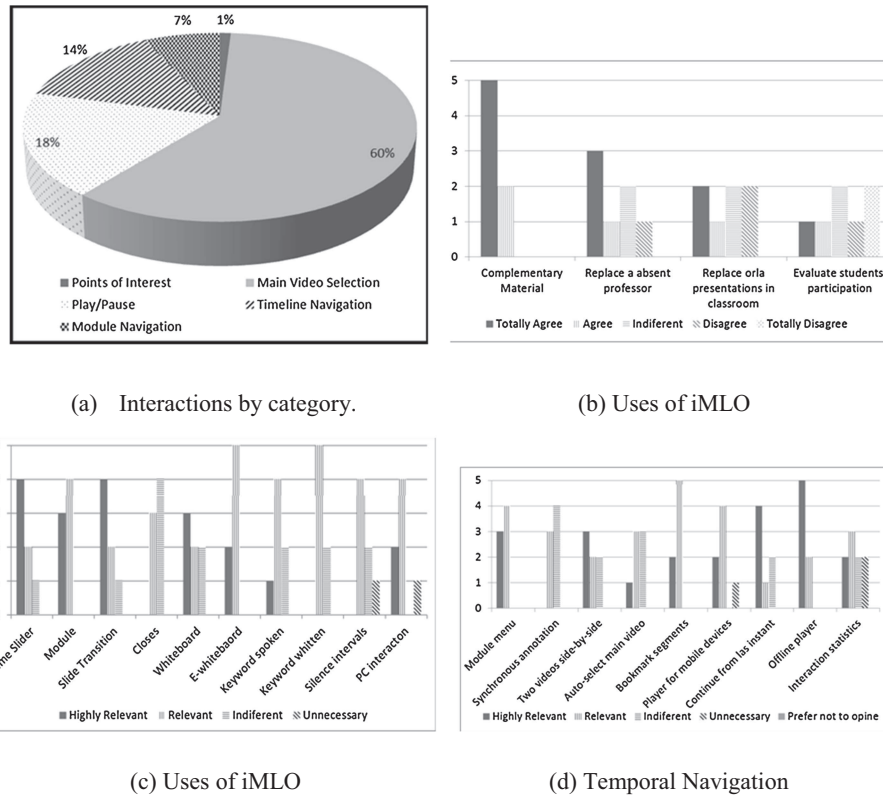 7%
1%
14%
18%
60%
Points of Interest
Main Video Selection
Play/Pause
Timeline Navigation
Module Navigation
(a) Interactions by category.
5
4
3
2
1
0
Complementary
Material
Replace a absent
professor
Replace orla
presentations in
classroom
Evaluate students
participation
Totally Agree
Agree
Indiferent
Disagree
Totally Disagree
(b) Uses of iMLO
me Slider
Module
Slide Transition
Closes
Whiteboard
E-whitebaord
Keyword spoken
Keyword whitten
Silence intervals
PC interacton
Highly Relevant
Relevant
Indiferent
Unnecessary
(c) Uses of iMLO
5
4
3
2
1
0
Module menu
Synchronous annotation
Two videos side-by-side
Auto-select main video
Bookmark segments
Player for mobile devices
Continue from las instant
Offline player
Interaction statistics
Highly Relevant
Relevant
Indiferent
Unnecessary
Prefer not to opine
(d) Temporal Navigation